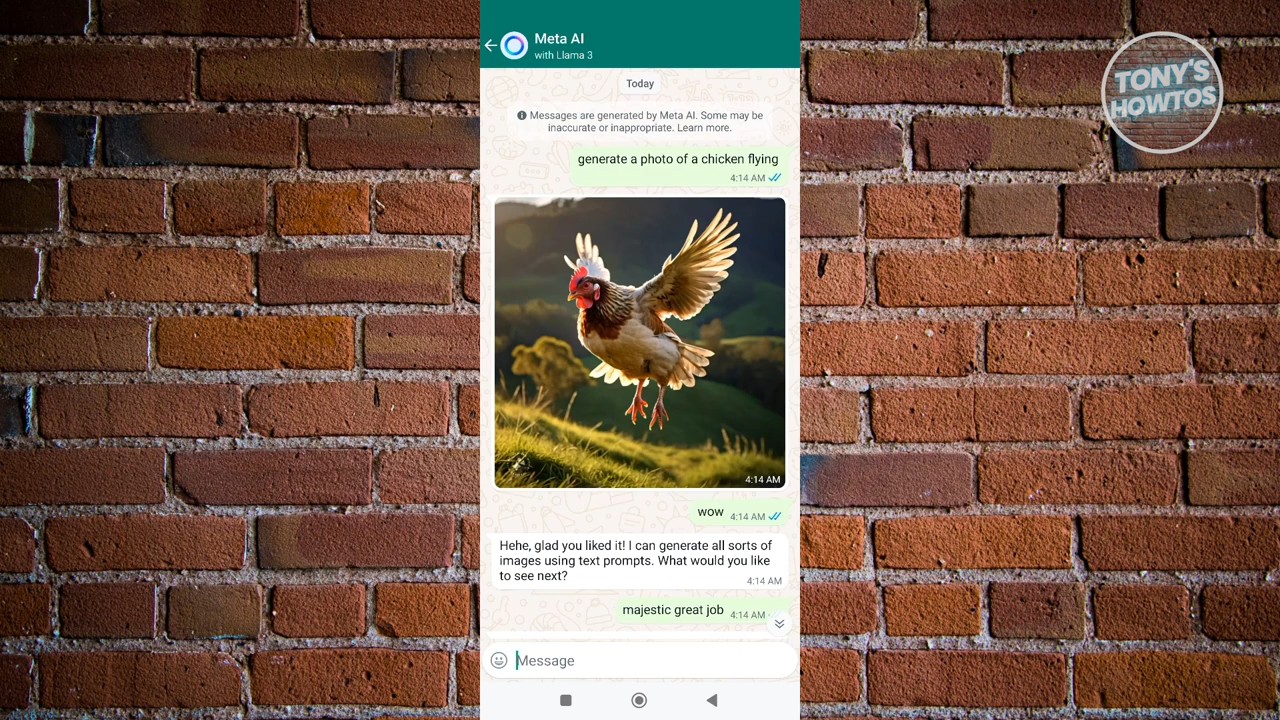 Meta AI
with Llama 3
TONY'S
HOWTOS
Today
Messages are generated by Meta AI. Some may be
inaccurate or inappropriate. Learn more.
generate a photo of a chicken flying
4:14 AM
4:14 AM
wow 4:14 AM
Hehe, glad you liked it! I can generate all sorts of
images using text prompts. What would you like
to see next?
4:14 AM
majestic great job 4:14 AM
Message